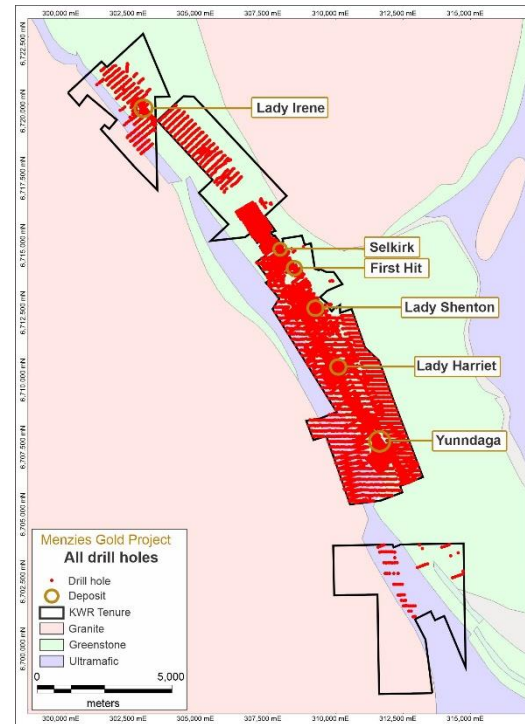 300,000 mE 302,500 mE 305,000 mE 307,500 mE 310,000 mE 312,500 mE 315,000 mE
6,722,500 mN
6,720,000 mN
Lady Irene
6,717,500 mN
6,715,000 mN
Selkirk
First Hit
6,712,500 mN
Lady Shenton
6,710,000 mN
Lady Harriet
6,707,500 mN
Yunndaga
6,705,000 mN
Menzies Gold Project
All drill holes
Drill hole
Deposit
KWR Tenure
Granite
Greenstone
Ultramafic
0 5,000
meters
6,702,500 mN
6,700,000 mN
300,000 mE 302,500 mE 305,000 mE 307,500 mE 310,000 mE 312,500 mE 315,000 mE